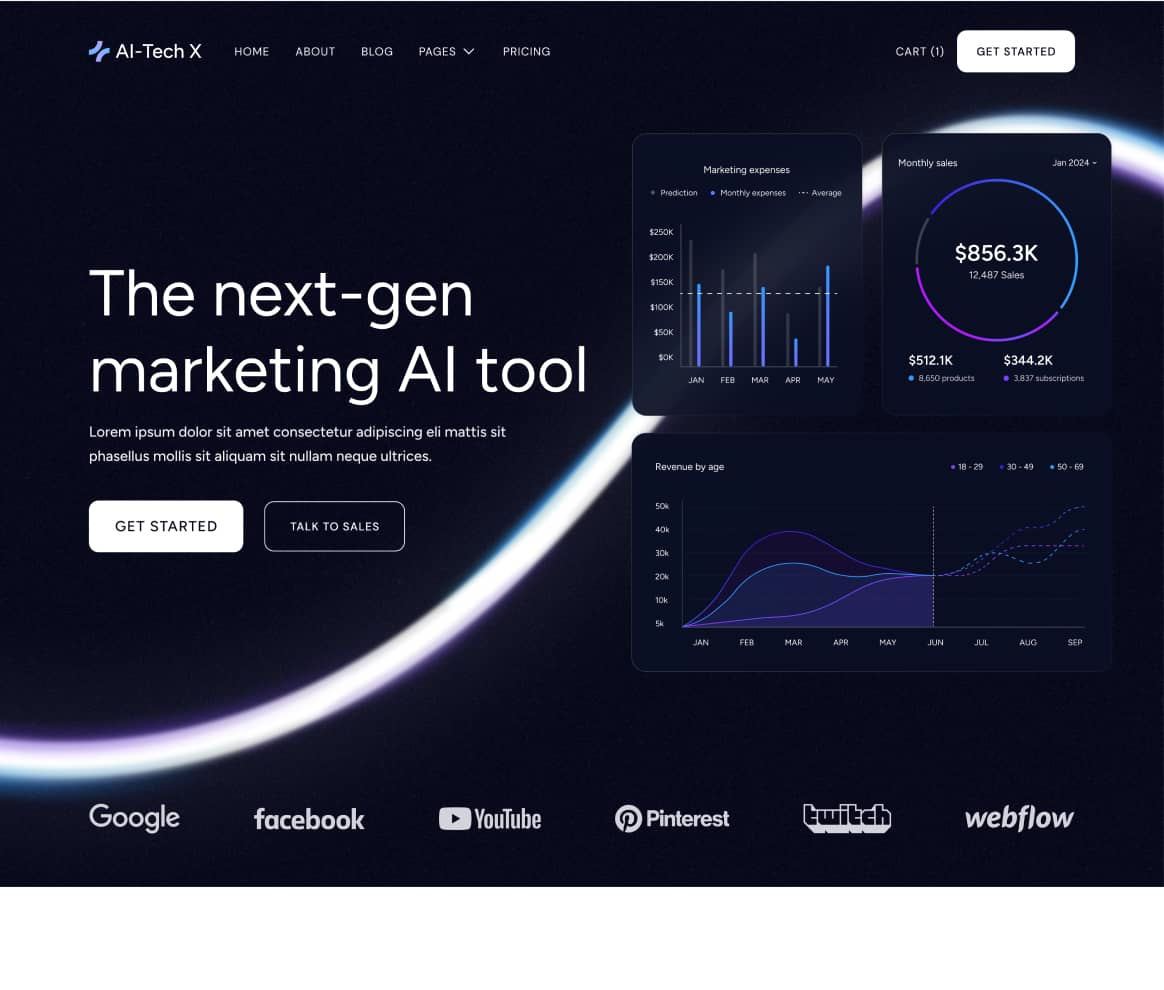 AI-Tech X
HOME
ABOUT
BLOG
PAGES
PRICING
CART (1)
GET STARTED
The next-gen
marketing AI tool
Lorem ipsum dolor sit amet consectetur adipiscing eli mattis sit
phasellus mollis sit aliquam sit nullam neque ultrices.
GET STARTED
TALK TO SALES
Marketing expenses
Prediction
Monthly expenses
Average
$250K
$200K
$150K
$100K
$50K
$0K
JAN FEB MAR APR MAY
Monthly sales
Jan 2024
$856.3K
12,487 Sales
$512.1K
8,650 products
$344.2K
3,837 subscriptions
Revenue by age
18 - 29
30 - 49
50 - 69
50k
40k
30k
20k
10k
5k
JAN FEB MAR APR MAY JUN JUL AUG SEP
Google
facebook
YouTube
Pinterest
twitch
webflow